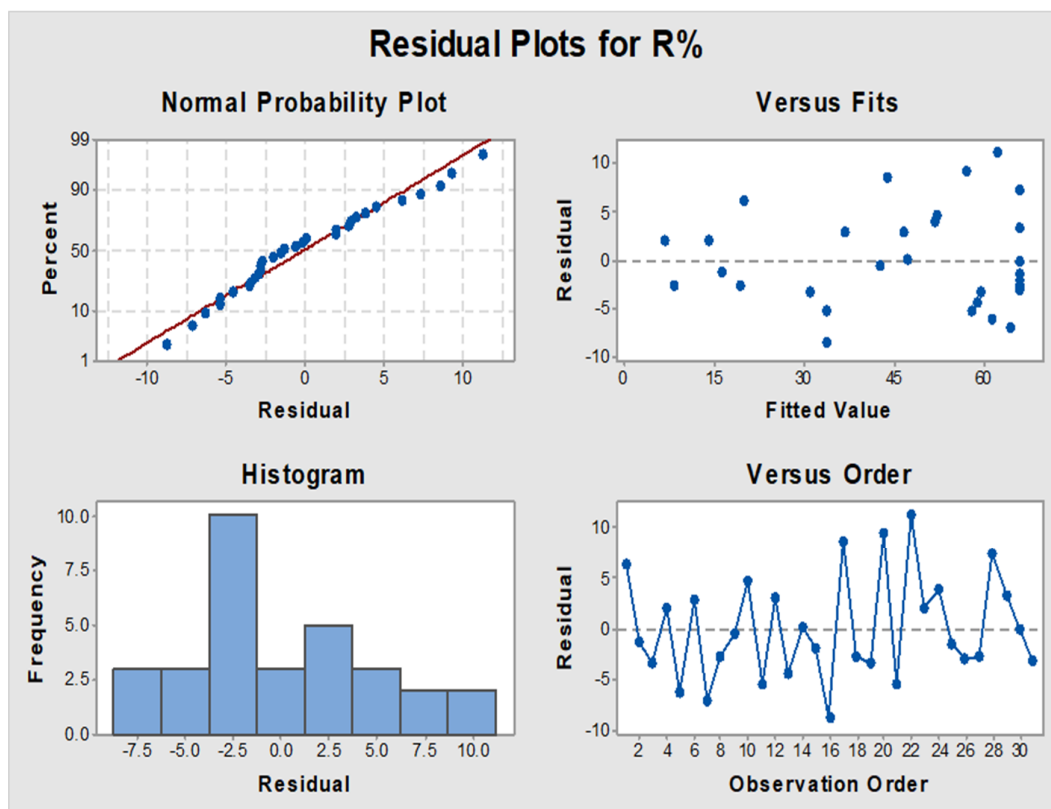 Residual Plots for R%
Normal Probability Plot
99
90
50
10
1
Percent
-10 -5 0 5 10
Residual
Versus Fits
10
5
0
-5
-10
Residual
0 15 30 45 60
Fitted Value
Histogram
10.0
7.5
5.0
2.5
0.0
Frequency
-7.5 -5.0 -2.5 0.0 2.5 5.0 7.5 10.0
Residual
Versus Order
10
5
0
-5
-10
Residual
2 4 6 8 10 12 14 16 18 20 22 24 26 28 30
Observation Order